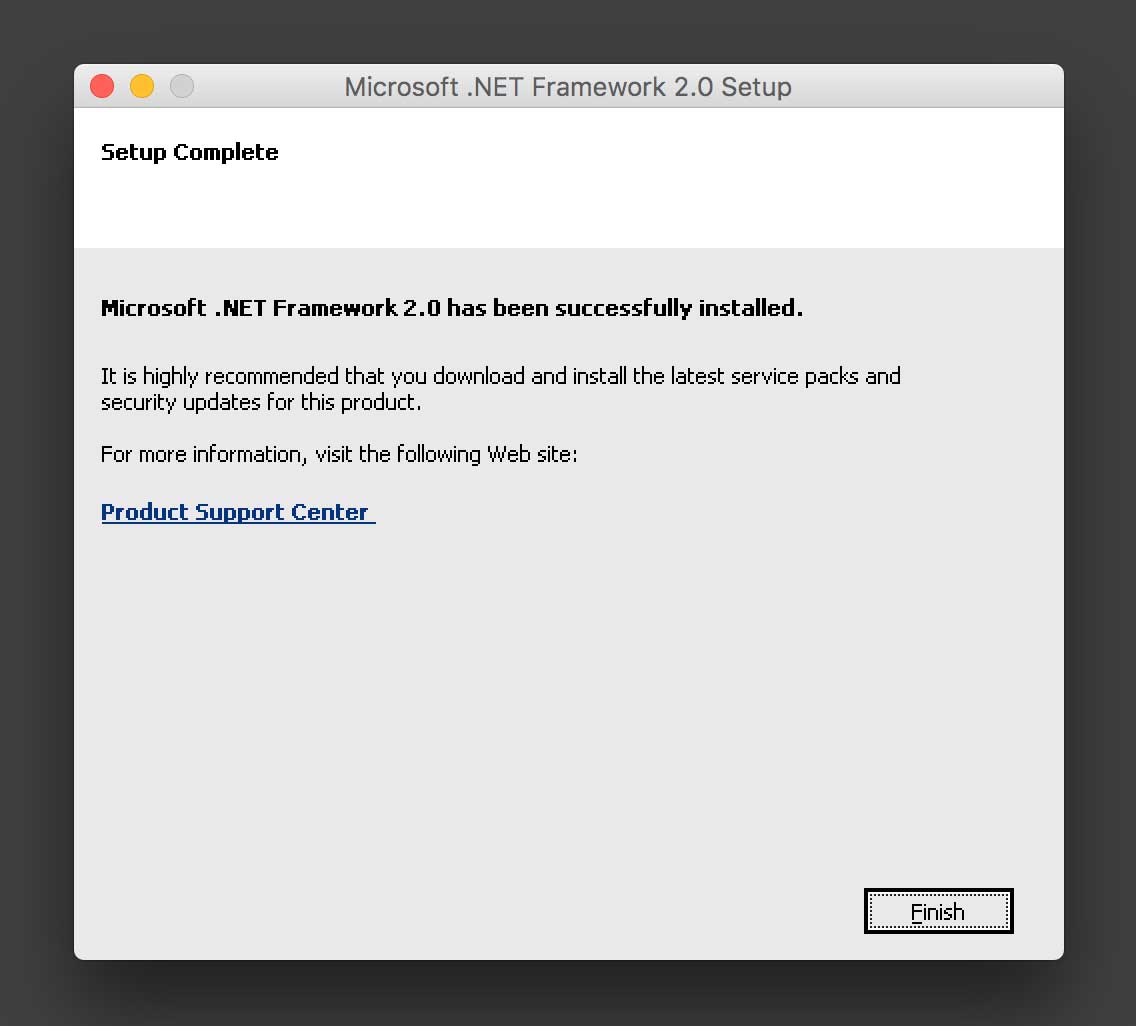 Microsoft .NET Framework 2.0 Setup
Setup Complete
Microsoft .NET Framework 2.0 has been successfully installed.
It is highly recommended that you download and install the latest service packs and
security updates for this product.
For more information, visit the following Web site:
Product Support Center
Finish